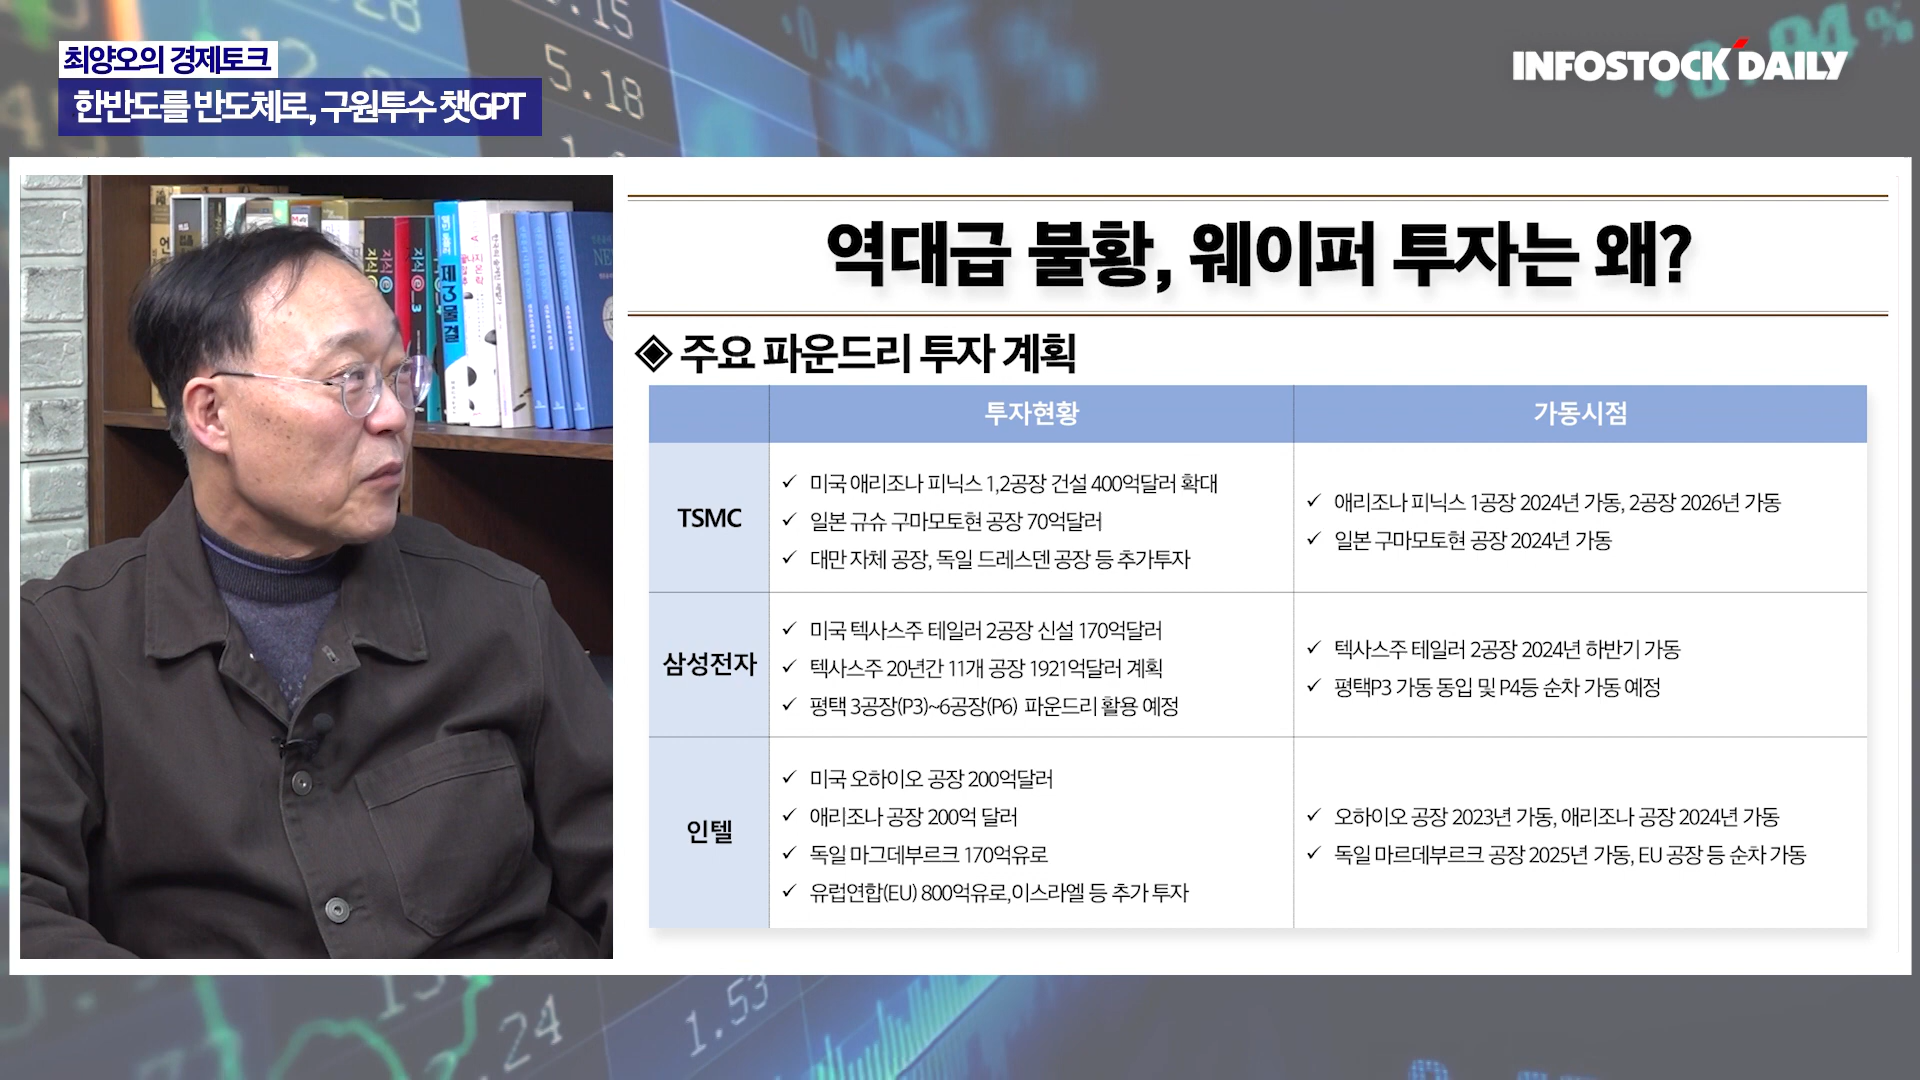 최양오의 경제토크
한반도를 반도체로, 구원투수 챗GPT
INFOSTOCK DAILY
5.18
제3물결
역대급 불황, 웨이퍼 투자는 왜?
◈ 주요 파운드리 투자 계획
투자현황
가동시점
TSMC
✓ 미국 애리조나 피닉스 1,2공장 건설 400억달러 확대
✓ 일본 규슈 구마모토현 공장 70억달러
✓ 대만 자체 공장, 독일 드레스덴 공장 등 추가투자
✓ 애리조나 피닉스 1공장 2024년 가동, 2공장 2026년 가동
✓ 일본 구마모토현 공장 2024년 가동
삼성전자
✓ 미국 텍사스주 테일러 2공장 신설 170억달러
✓ 텍사스주 20년간 11개 공장 1921억달러 계획
✓ 평택 3공장(P3)~6공장(P6) 파운드리 활용 예정
✓ 텍사스주 테일러 2공장 2024년 하반기 가동
✓ 평택P3 가동 동입 및 P4등 순차 가동 예정
인텔
✓ 미국 오하이오 공장 200억달러
✓ 애리조나 공장 200억 달러
✓ 독일 마그데부르크 170억유로
✓ 유럽연합(EU) 800억유로,이스라엘 등 추가 투자
✓ 오하이오 공장 2023년 가동, 애리조나 공장 2024년 가동
✓ 독일 마르데부르크 공장 2025년 가동, EU 공장 등 순차 가동
1.53
24